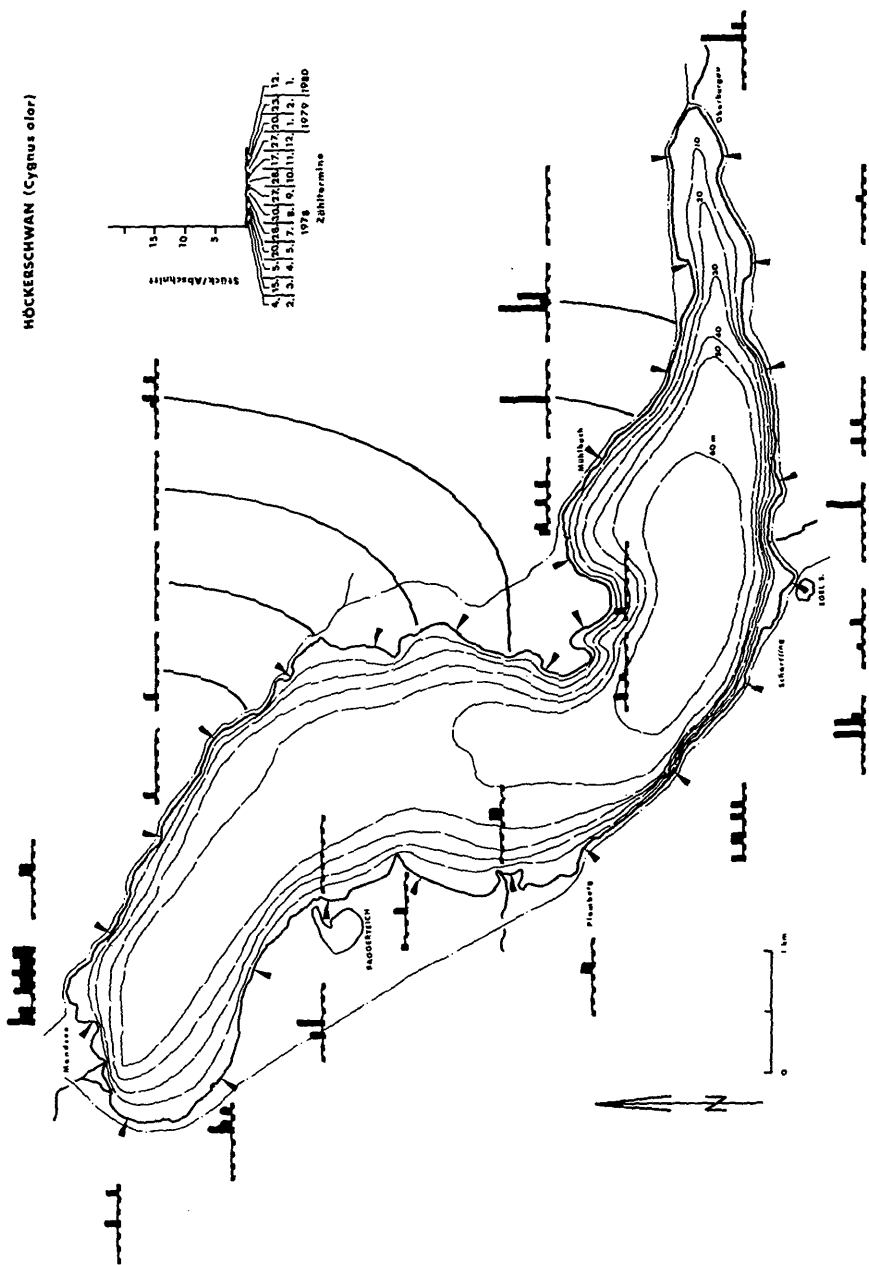 HÖCKERSCHWAN (Cygnus olor)
Stück/Abschnitt
15
10
5
4. 15. 5. 20. 28. 30. 27. 28. 17. 27. 20. 23. 12.
2. 3. 4. 5. 7. 8. 9. 10. 11. 12. 1. 2. 1.
1978 1979 1980
Zähltermine
Mondsee
BAGGERTEICH
Plomberg
Scharfling
EGEL S.
Mühlbach
Oberburgau
10
20
30
40
50
60 m
N
0 1 km